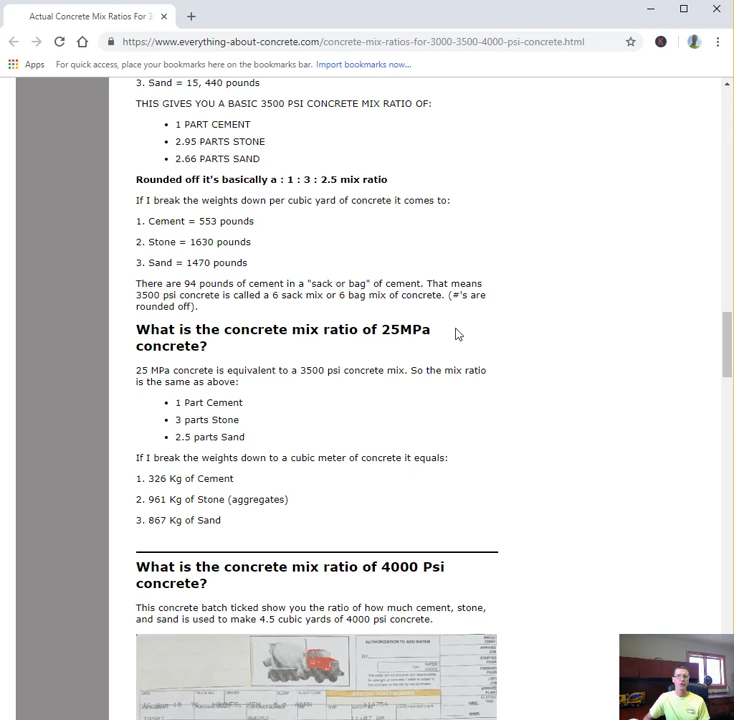 Actual Concrete Mix Ratios For 3
https://www.everything-about-concrete.com/concrete-mix-ratios-for-3000-3500-4000-psi-concrete.html
K
Apps For quick access, place your bookmarks here on the bookmarks bar. Import bookmarks now...
3. Sand = 15, 440 pounds
THIS GIVES YOU A BASIC 3500 PSI CONCRETE MIX RATIO OF:
• 1 PART CEMENT
• 2.95 PARTS STONE
• 2.66 PARTS SAND
Rounded off it's basically a : 1 : 3 : 2.5 mix ratio
If I break the weights down per cubic yard of concrete it comes to:
1. Cement = 553 pounds
2. Stone = 1630 pounds
3. Sand = 1470 pounds
There are 94 pounds of cement in a "sack or bag" of cement. That means
3500 psi concrete is called a 6 sack mix or 6 bag mix of concrete. (#'s are
rounded off).
What is the concrete mix ratio of 25MPa
concrete?
25 MPa concrete is equivalent to a 3500 psi concrete mix. So the mix ratio
is the same as above:
• 1 Part Cement
• 3 parts Stone
• 2.5 parts Sand
If I break the weights down to a cubic meter of concrete it equals:
1. 326 Kg of Cement
2. 961 Kg of Stone (aggregates)
3. 867 Kg of Sand
What is the concrete mix ratio of 4000 Psi
concrete?
This concrete batch ticked show you the ratio of how much cement, stone,
and sand is used to make 4.5 cubic yards of 4000 psi concrete.
AUTHORIZATION TO ADD WATER